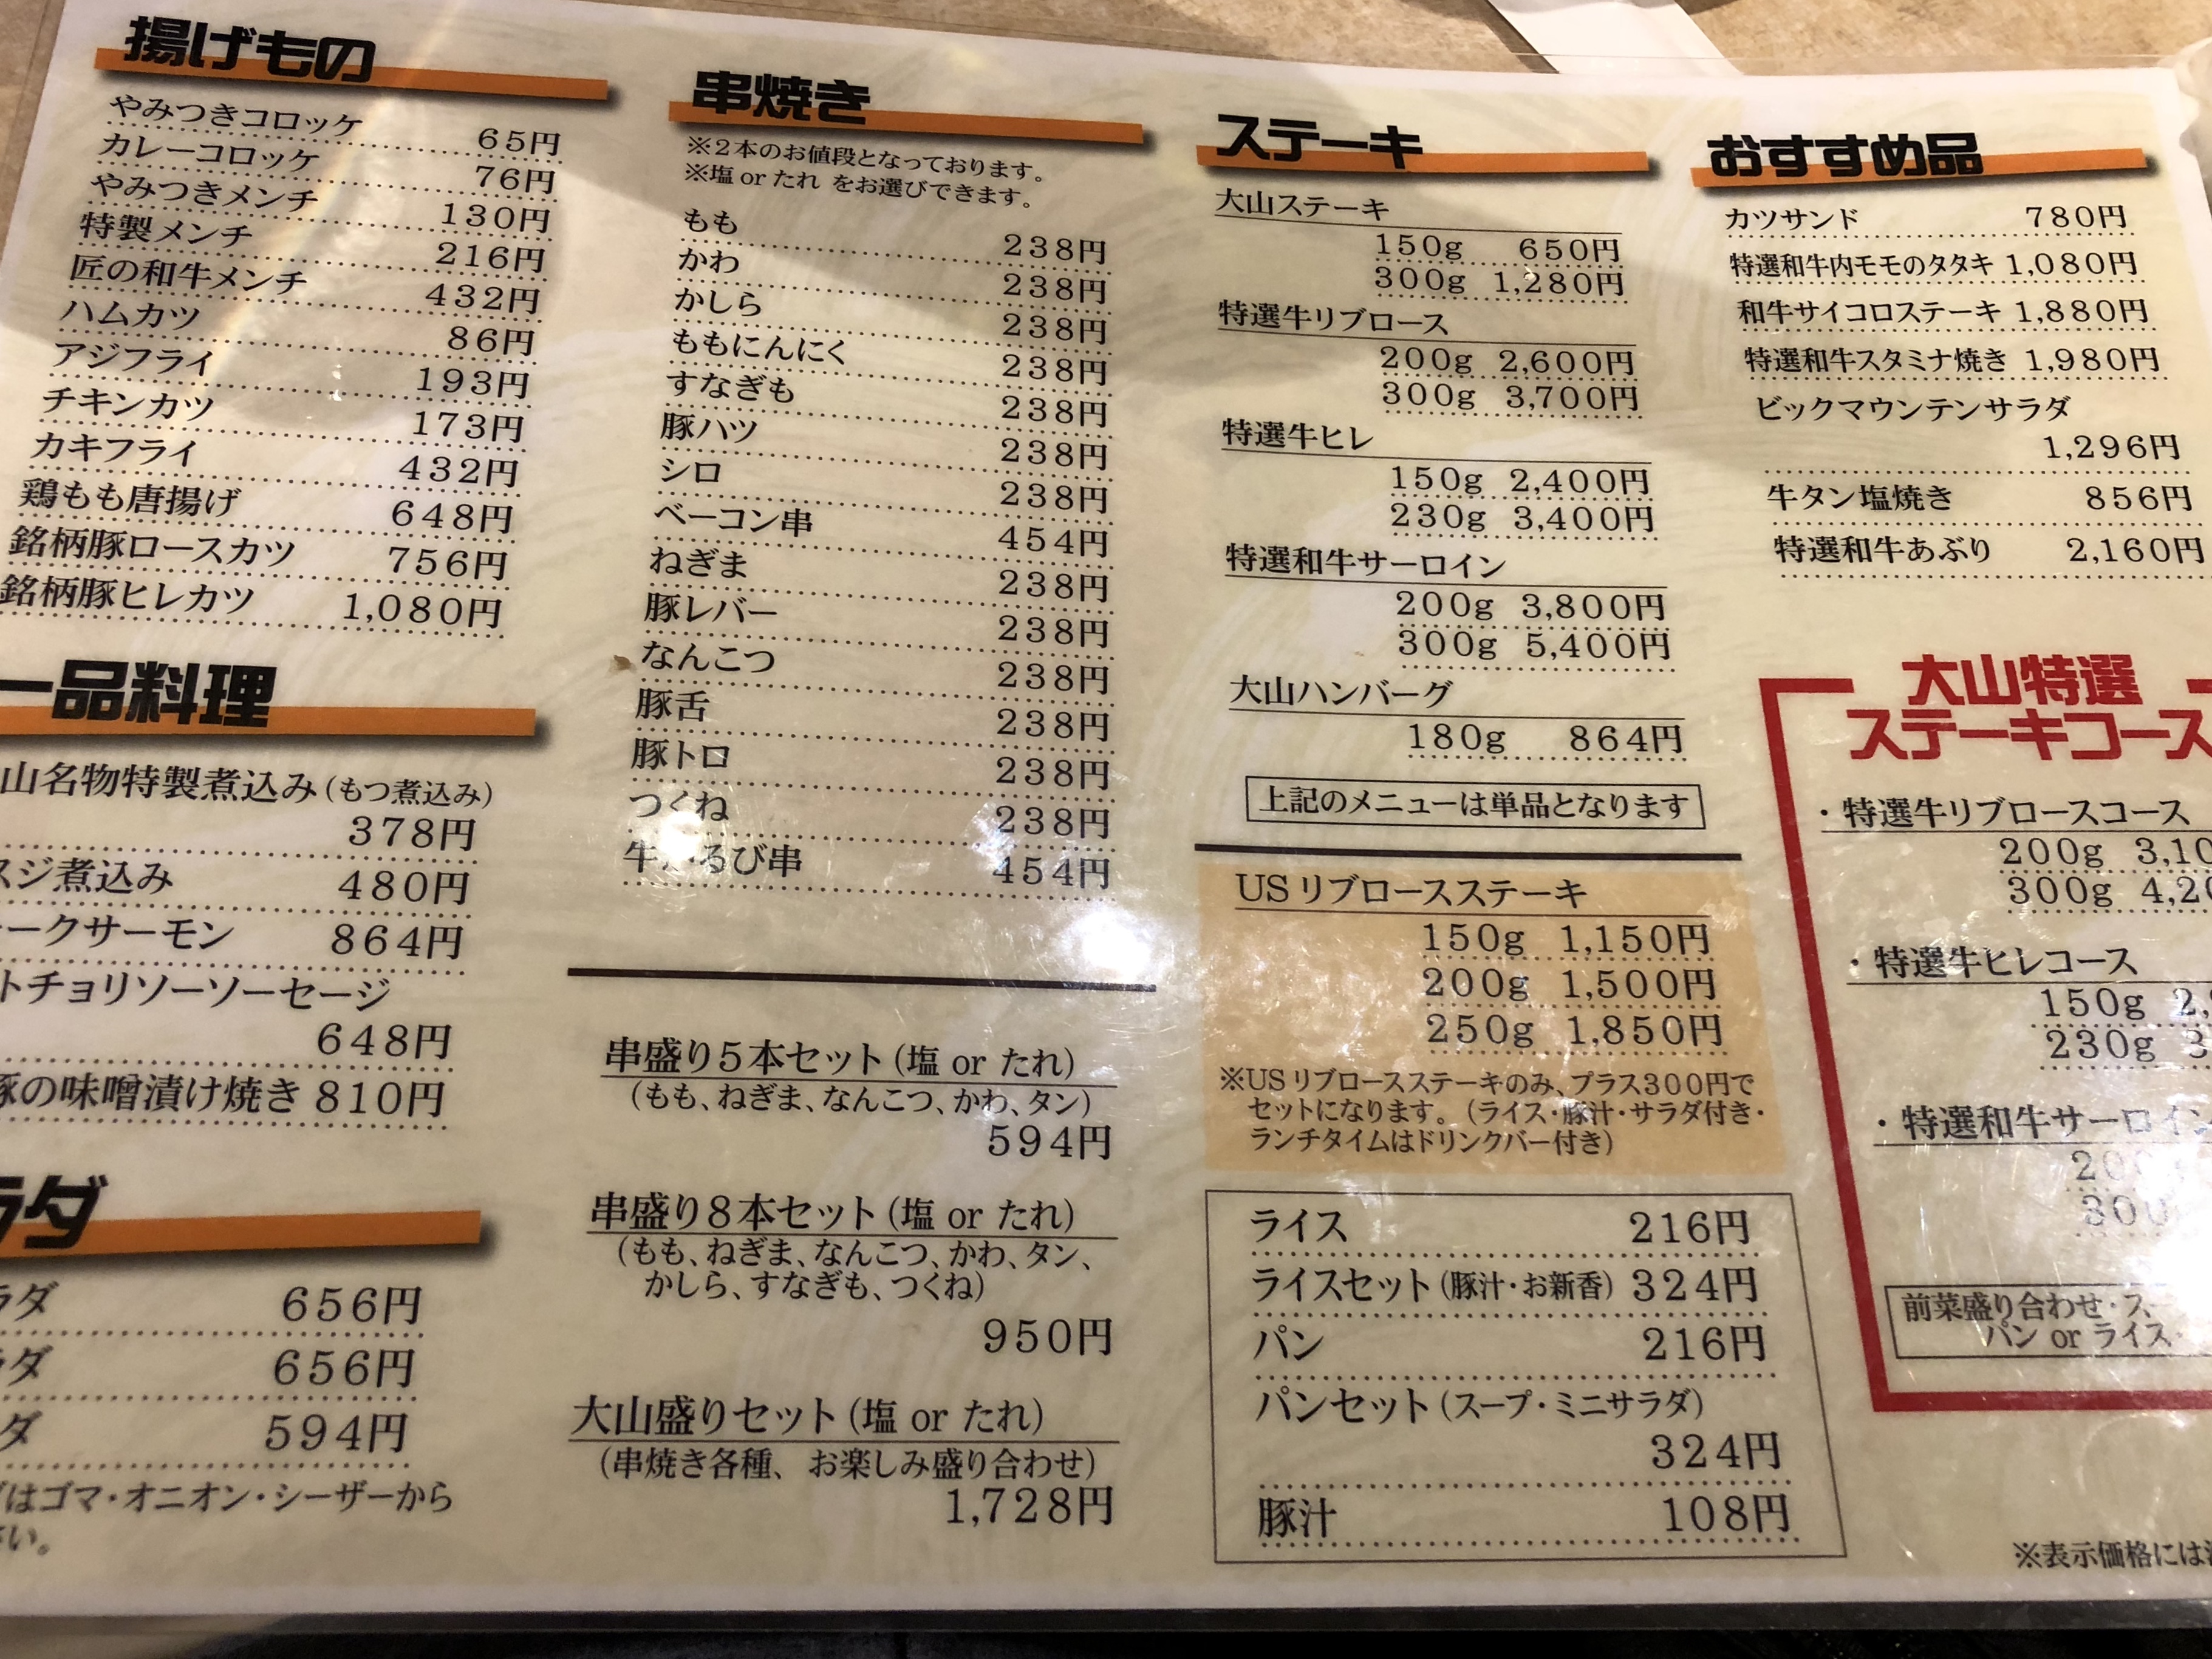 揚げもの
やみつきコロッケ 65円
カレーコロッケ 76円
やみつきメンチ 130円
特製メンチ 216円
匠の和牛メンチ 432円
ハムカツ 86円
アジフライ 193円
チキンカツ 173円
カキフライ 432円
鶏もも唐揚げ 648円
銘柄豚ロースカツ 756円
銘柄豚ヒレカツ 1,080円
一品料理
山名物特製煮込み(もつ煮込み)
378円
スジ煮込み 480円
ークサーモン 864円
トチョリソーソーセージ
648円
豚の味噌漬け焼き 810円
ラダ
ラダ 656円
ラダ 656円
ダ 594円
はゴマ・オニオン・シーザーから
さい。
串焼き
※2本のお値段となっております。
※塩 or たれ をお選びできます。
もも 238円
かわ 238円
かしら 238円
ももにんにく 238円
すなぎも 238円
豚ハツ 238円
シロ 238円
ベーコン串 454円
ねぎま 238円
豚レバー 238円
なんこつ 238円
豚舌 238円
豚トロ 238円
つくね 238円
牛かるび串 454円
串盛り5本セット(塩 or たれ)
(もも、ねぎま、なんこつ、かわ、タン)
594円
串盛り8本セット(塩 or たれ)
(もも、ねぎま、なんこつ、かわ、タン、
かしら、すなぎも、つくね)
950円
大山盛りセット(塩 or たれ)
(串焼き各種、お楽しみ盛り合わせ)
1,728円
ステーキ
大山ステーキ
150g 650円
300g 1,280円
特選牛リブロース
200g 2,600円
300g 3,700円
特選牛ヒレ
150g 2,400円
230g 3,400円
特選和牛サーロイン
200g 3,800円
300g 5,400円
大山ハンバーグ
180g 864円
上記のメニューは単品となります
USリブロースステーキ
150g 1,150円
200g 1,500円
250g 1,850円
※USリブロースステーキのみ、プラス300円で
セットになります。(ライス・豚汁・サラダ付き・
ランチタイムはドリンクバー付き)
ライス 216円
ライスセット(豚汁・お新香) 324円
パン 216円
パンセット(スープ・ミニサラダ)
324円
豚汁 108円
おすすめ品
カツサンド 780円
特選和牛内モモのタタキ 1,080円
和牛サイコロステーキ 1,880円
特選和牛スタミナ焼き 1,980円
ビックマウンテンサラダ
1,296円
牛タン塩焼き 856円
特選和牛あぶり 2,160円
大山特選
ステーキコース
・特選牛リブロースコース
200g 3,10
300g 4,20
・特選牛ヒレコース
150g 2,
230g 3
・特選和牛サーロイン
200
300
前菜盛り合わせ・ス
パン or ライス・
※表示価格には